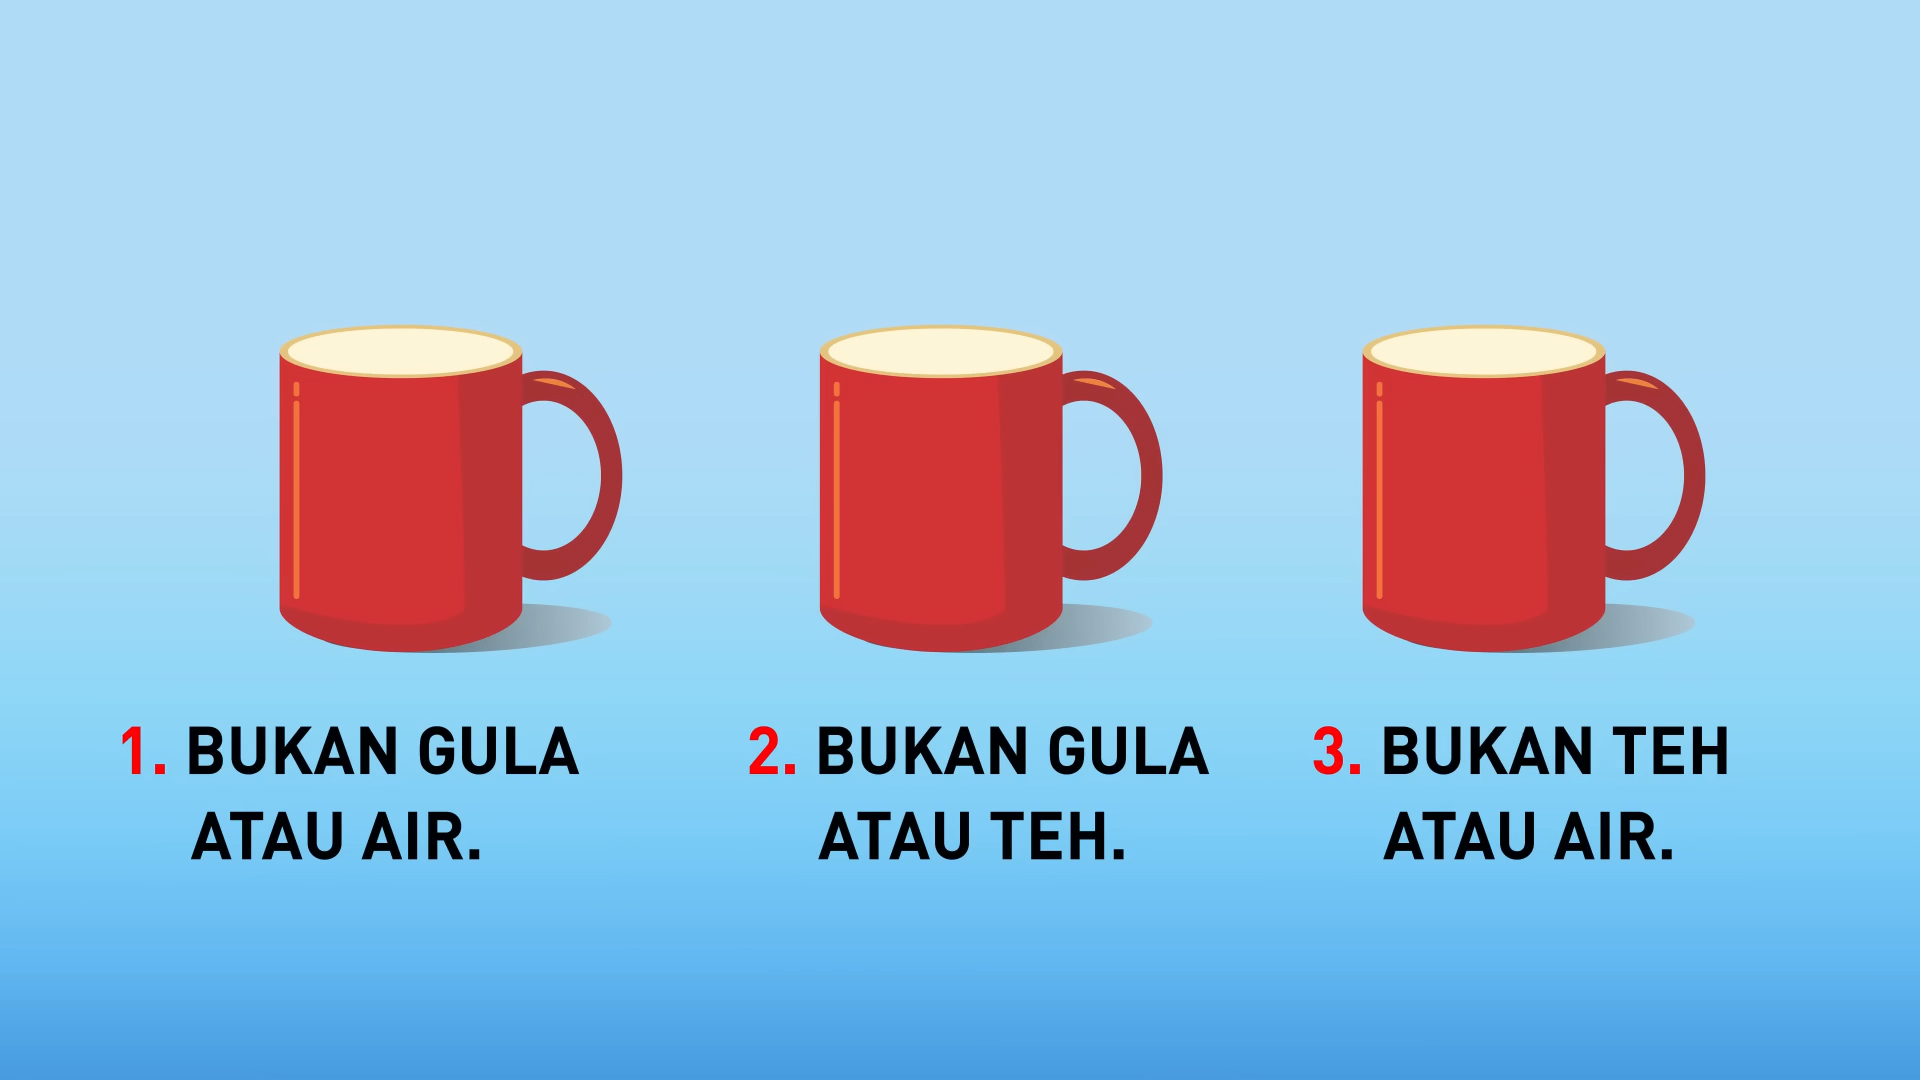 1. BUKAN GULA
ATAU AIR.
2. BUKAN GULA
ATAU TEH.
3. BUKAN TEH
ATAU AIR.